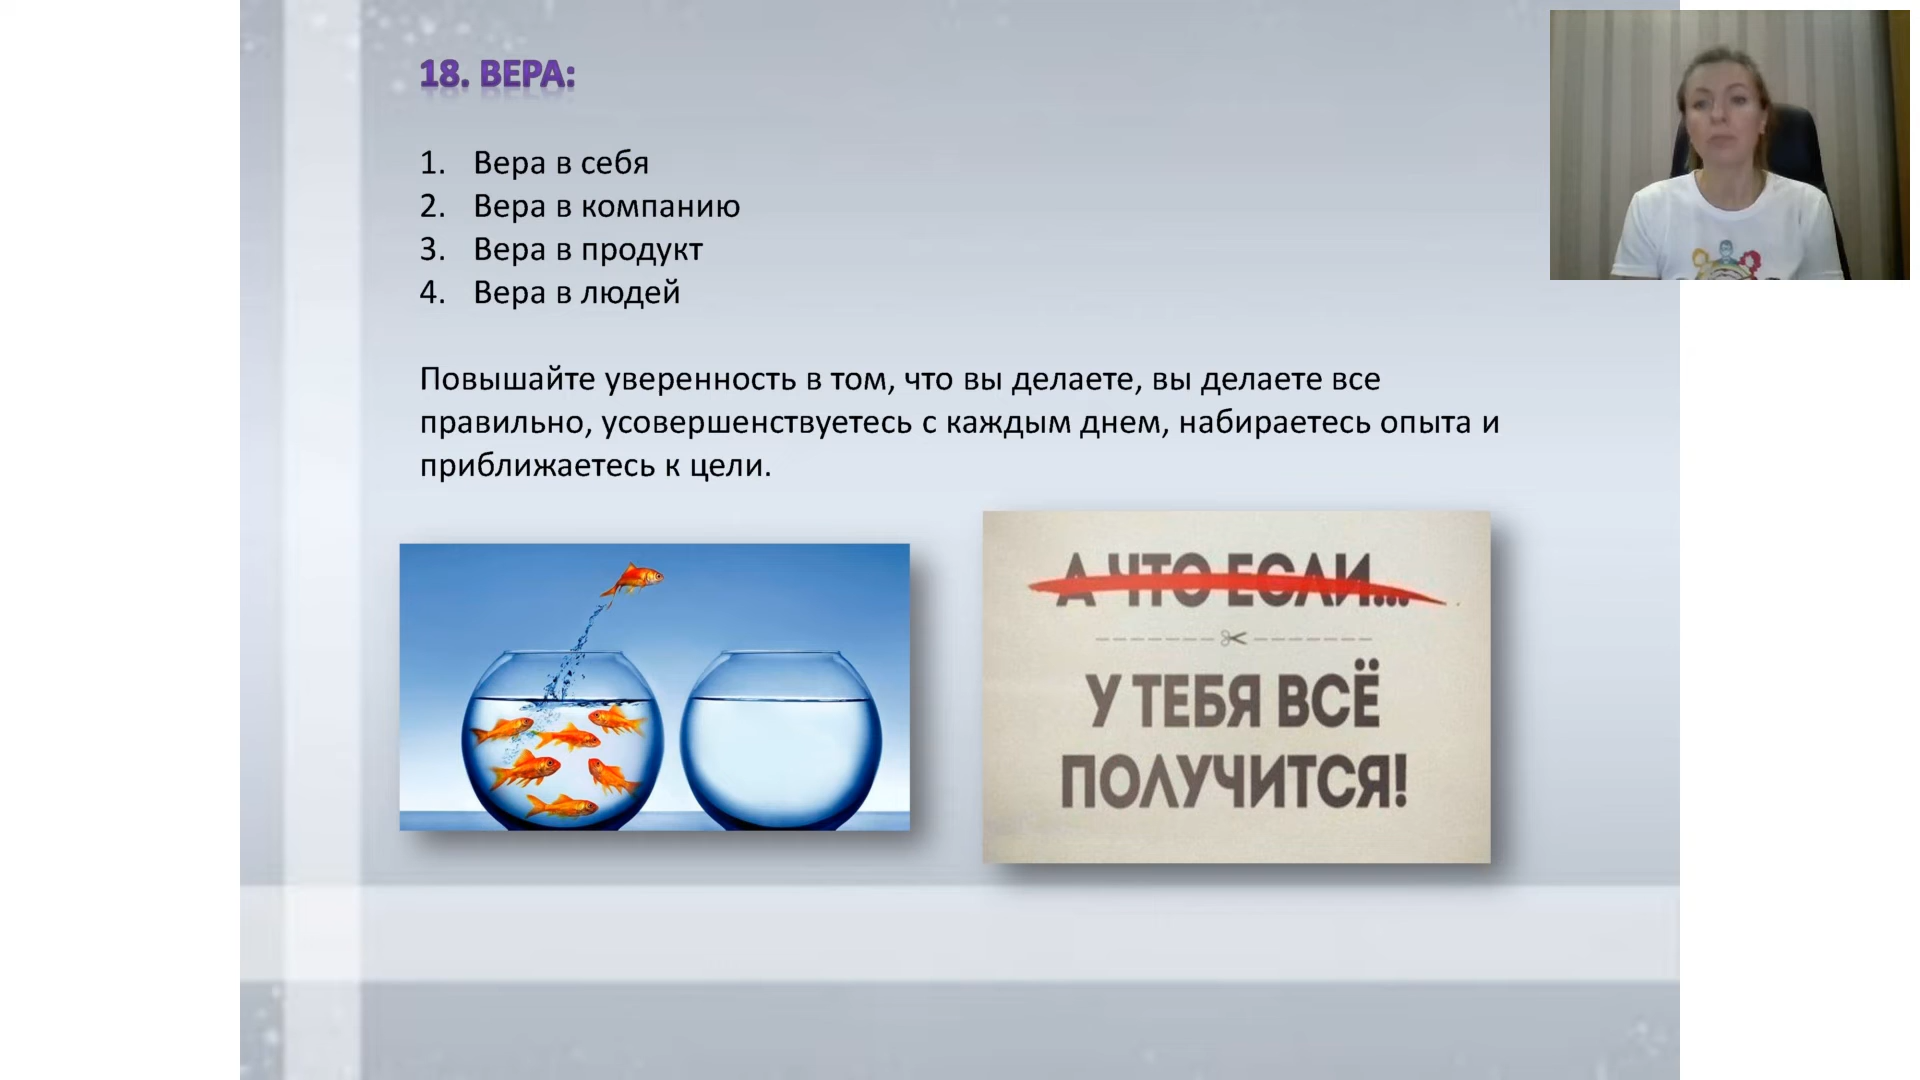 18. ВЕРА:
1. Вера в себя
2. Вера в компанию
3. Вера в продукт
4. Вера в людей
Повышайте уверенность в том, что вы делаете, вы делаете все
правильно, усовершенствуетесь с каждым днем, набираетесь опыта и
приближаетесь к цели.
А ЧТО ЕСЛИ...
У ТЕБЯ ВСЁ
ПОЛУЧИТСЯ!